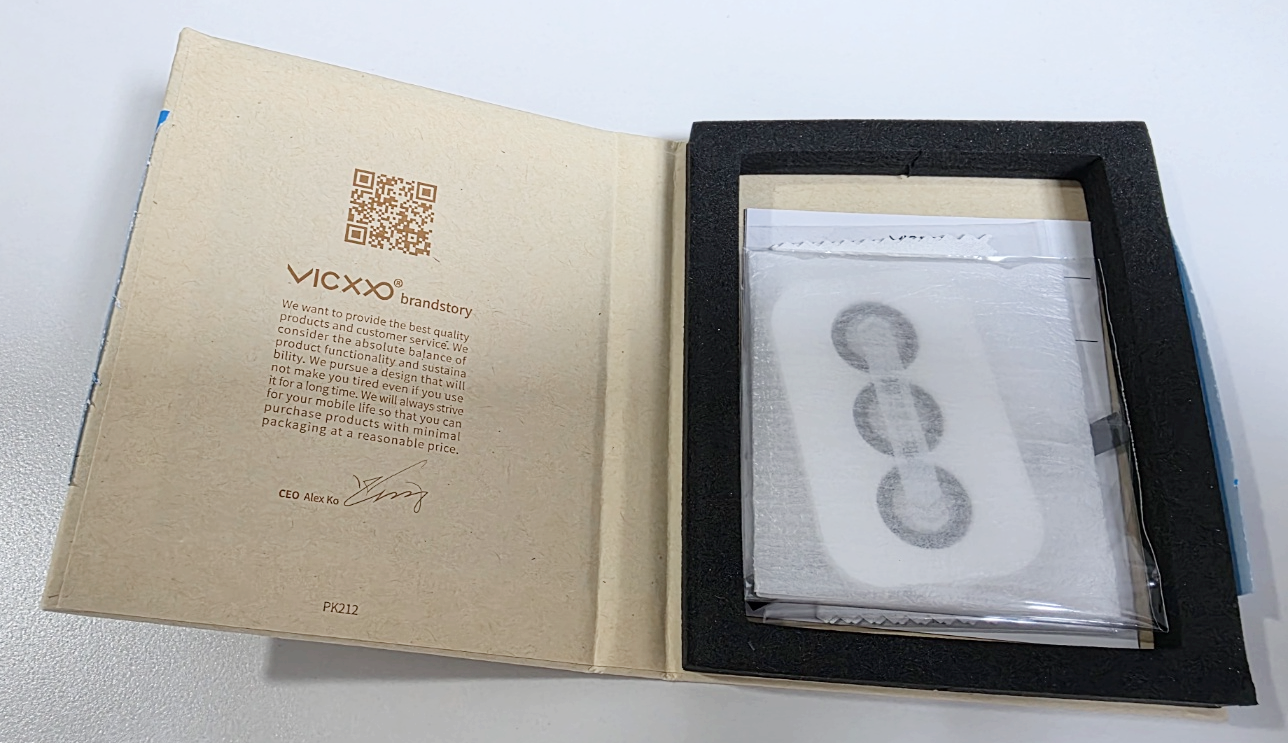 VICXXO® brandstory
We want to provide the best quality
products and customer service. We
consider the absolute balance of
product functionality and sustaina
bility. We pursue a design that will
not make you tired even if you use
it for a long time. We will always strive
for your mobile life so that you can
purchase products with minimal
packaging at a reasonable price.
CEO Alex Ko
PK212